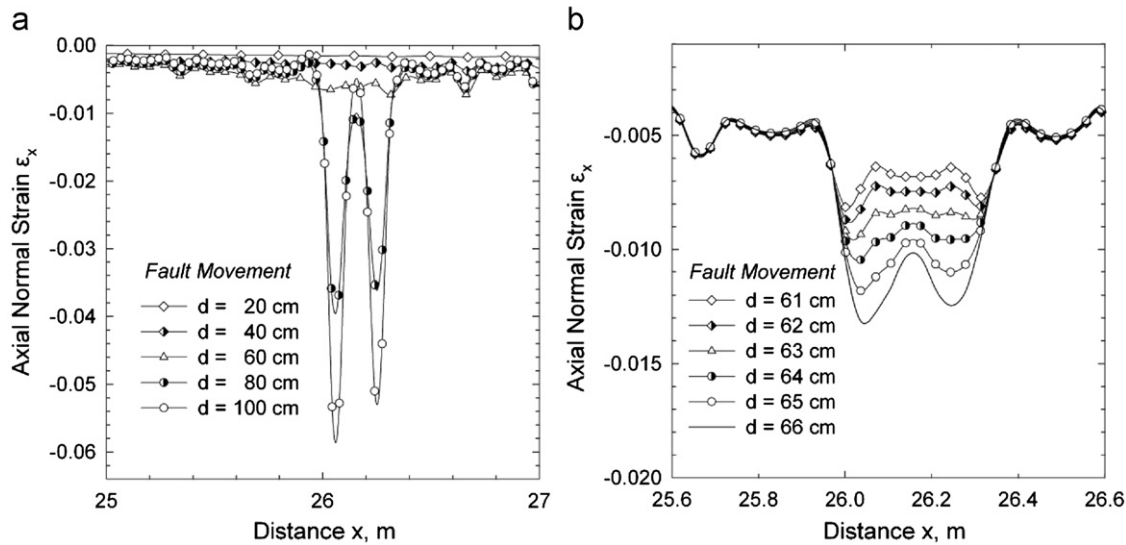 a
0.00
-0.01
-0.02
-0.03
-0.04
-0.05
-0.06
Axial Normal Strain εx
Fault Movement
d = 20 cm
d = 40 cm
d = 60 cm
d = 80 cm
d = 100 cm
25
26
27
Distance x, m
b
-0.005
-0.010
-0.015
-0.020
Axial Normal Strain εx
Fault Movement
d = 61 cm
d = 62 cm
d = 63 cm
d = 64 cm
d = 65 cm
d = 66 cm
25.6
25.8
26.0
26.2
26.4
26.6
Distance x, m